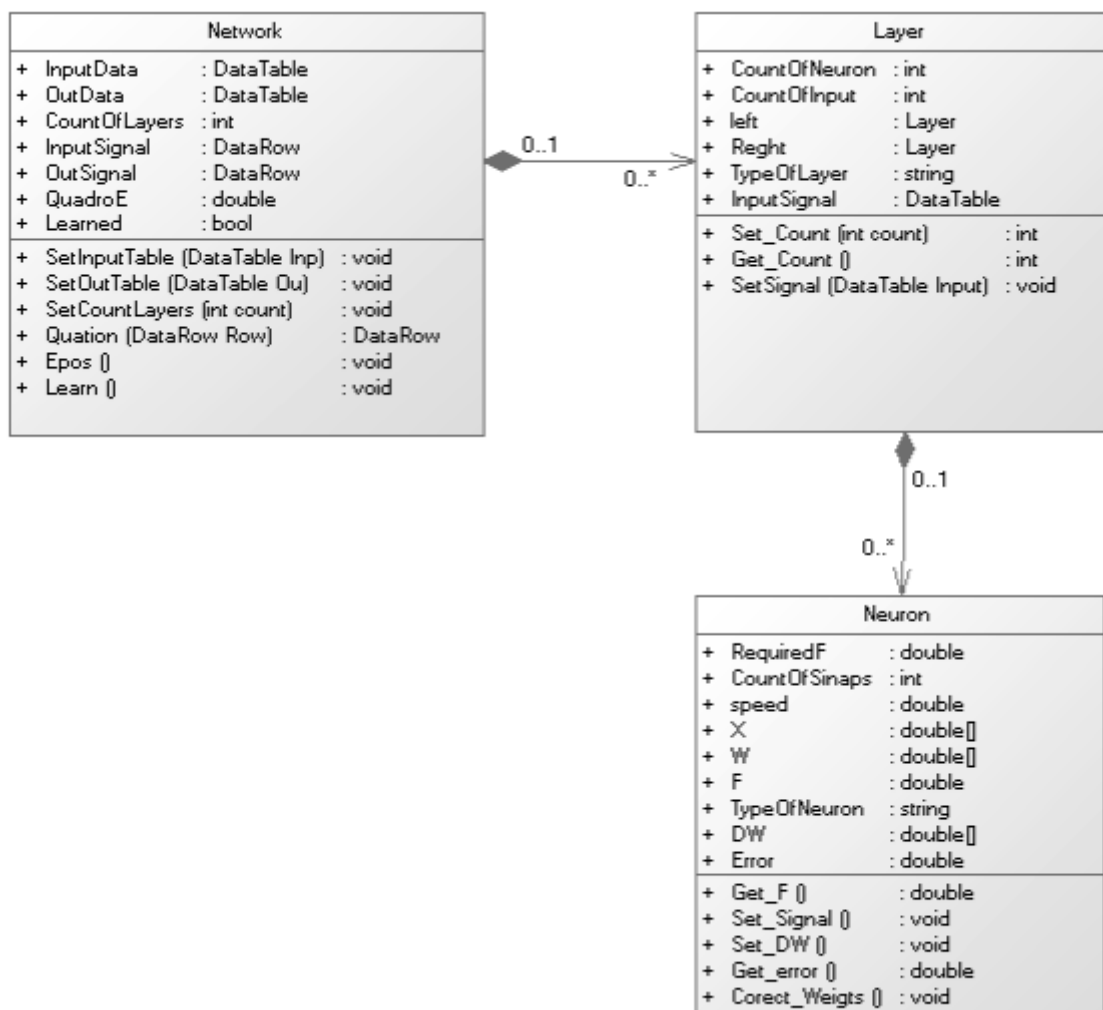 Network
+ InputData : DataTable
+ OutData : DataTable
+ CountOfLayers : int
+ InputSignal : DataRow
+ OutSignal : DataRow
+ QuadroE : double
+ Learned : bool
+ SetInputTable (DataTable Inp) : void
+ SetOutTable (DataTable Ou) : void
+ SetCountLayers (int count) : void
+ Quation (DataRow Row) : DataRow
+ Epos () : void
+ Learn () : void
0..1
0..*
Layer
+ CountOfNeuron : int
+ CountOfInput : int
+ left : Layer
+ Reght : Layer
+ TypeOfLayer : string
+ InputSignal : DataTable
+ Set_Count (int count) : int
+ Get_Count () : int
+ SetSignal (DataTable Input) : void
0..1
0..*
Neuron
+ RequiredF : double
+ CountOfSinaps : int
+ speed : double
+ X : double[]
+ W : double[]
+ F : double
+ TypeOfNeuron : string
+ DW : double[]
+ Error : double
+ Get_F () : double
+ Set_Signal () : void
+ Set_DW () : void
+ Get_error () : double
+ Corect_Weigts () : void